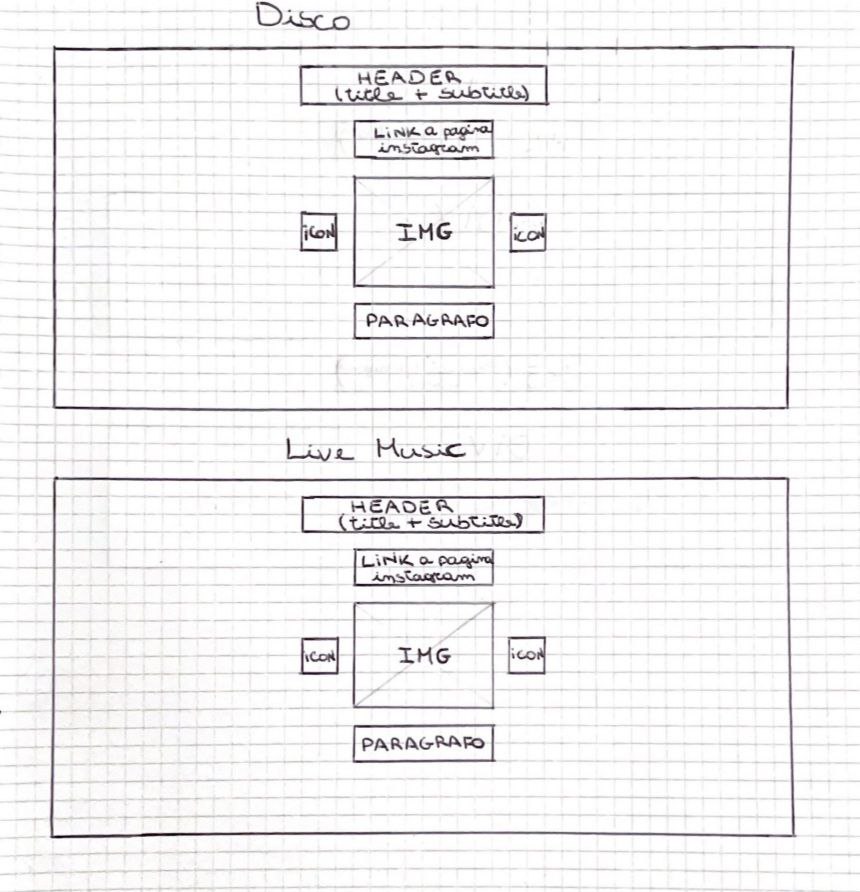 Disco
HEADER
(title + subtitle)
LINK a pagina
instagram
ICON
IMG
ICON
PARAGRAFO
Live Music
HEADER
(title + subtitle)
LINK a pagina
instagram
ICON
IMG
ICON
PARAGRAFO